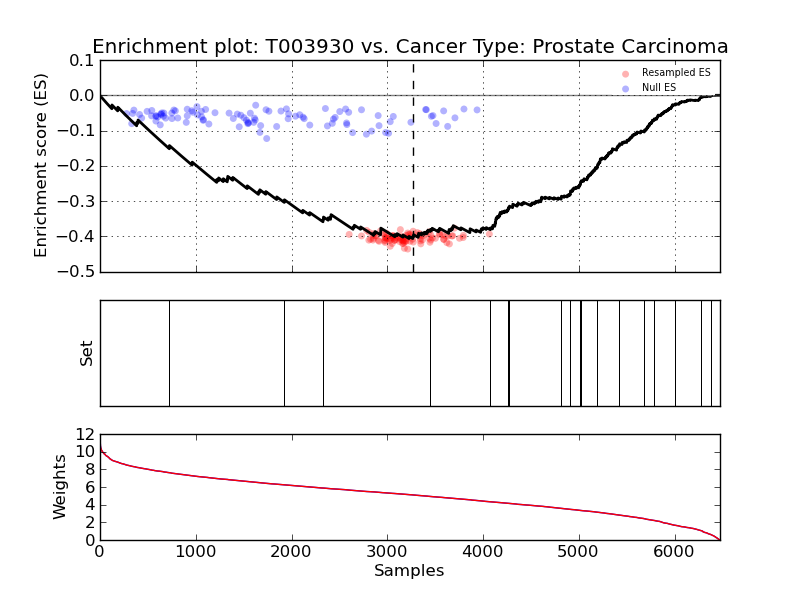 Enrichment plot: T003930 vs. Cancer Type: Prostate Carcinoma
Enrichment score (ES)
0.1
0.0
−0.1
−0.2
−0.3
−0.4
−0.5
Resampled ES
Null ES
Set
Weights
12
10
8
6
4
2
0
0 1000 2000 3000 4000 5000 6000
Samples